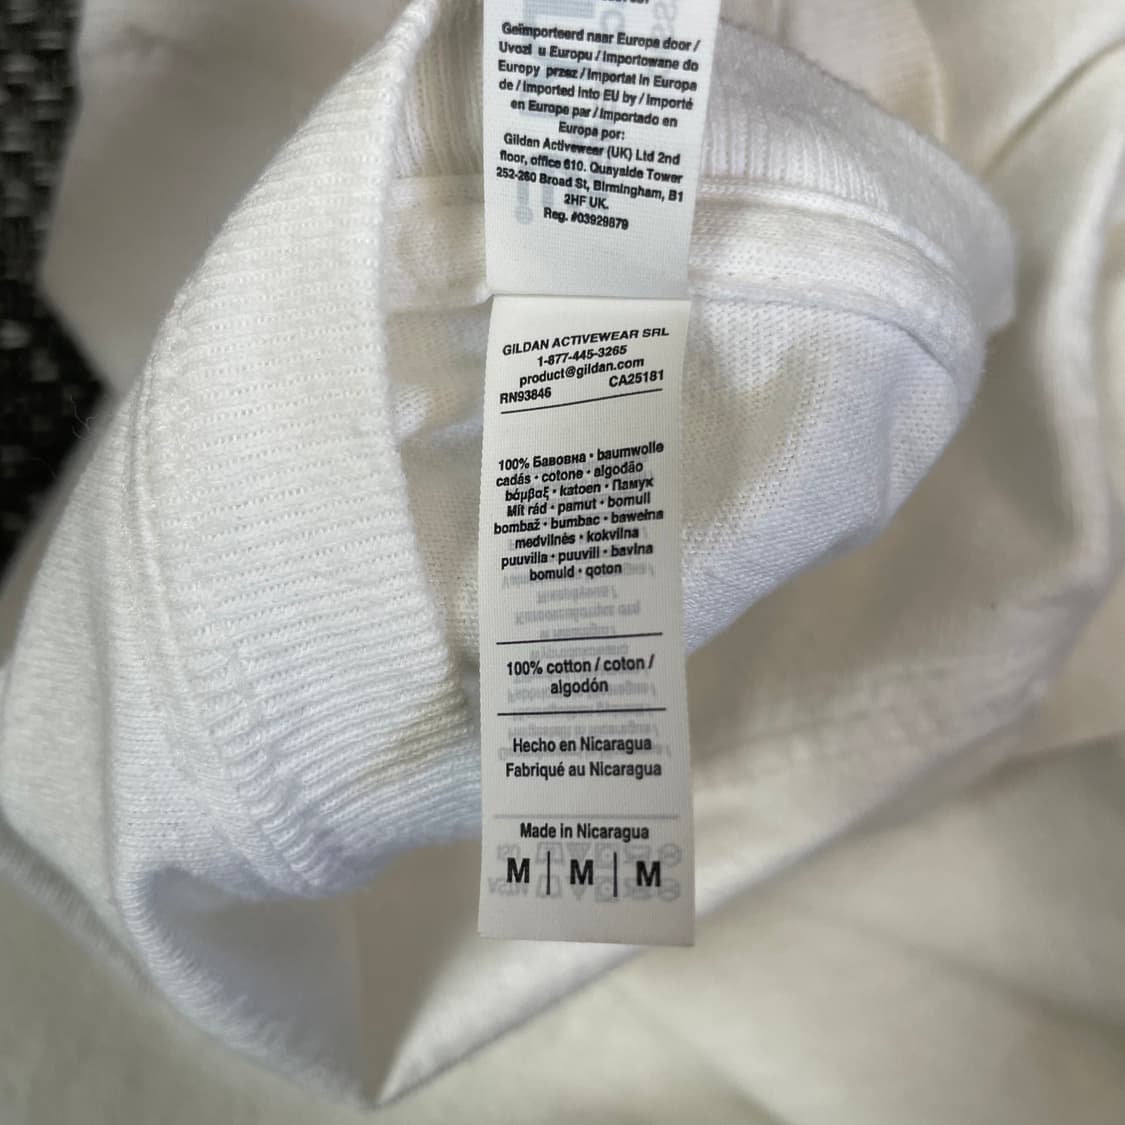 Geïmporteerd naar Europa door /
Uvozl u Europu / Importowane do
Europy przez / Importat in Europa
de / Imported into EU by / Importé
en Europe par / Importado en
Europa por:
Gildan Activewear (UK) Ltd 2nd
floor, office 610. Quayside Tower
252-260 Broad St, Birmingham, B1
2HF UK.
Reg. #03929679
GILDAN ACTIVEWEAR SRL
1-877-445-3265
product@gildan.com
RN93846 CA25181
100% Бавовна • baumwolle
cadás • cotone • algodão
bάμβαξ • katoen • Памук
Mit rád • pamut • bomull
bombaž • bumbac • bawełna
medvilnės • kokvilna
puuvilla • puuvill • bavlna
bomuld • qoton
100% cotton / coton /
algodón
Hecho en Nicaragua
Fabriqué au Nicaragua
Made in Nicaragua
M | M | M